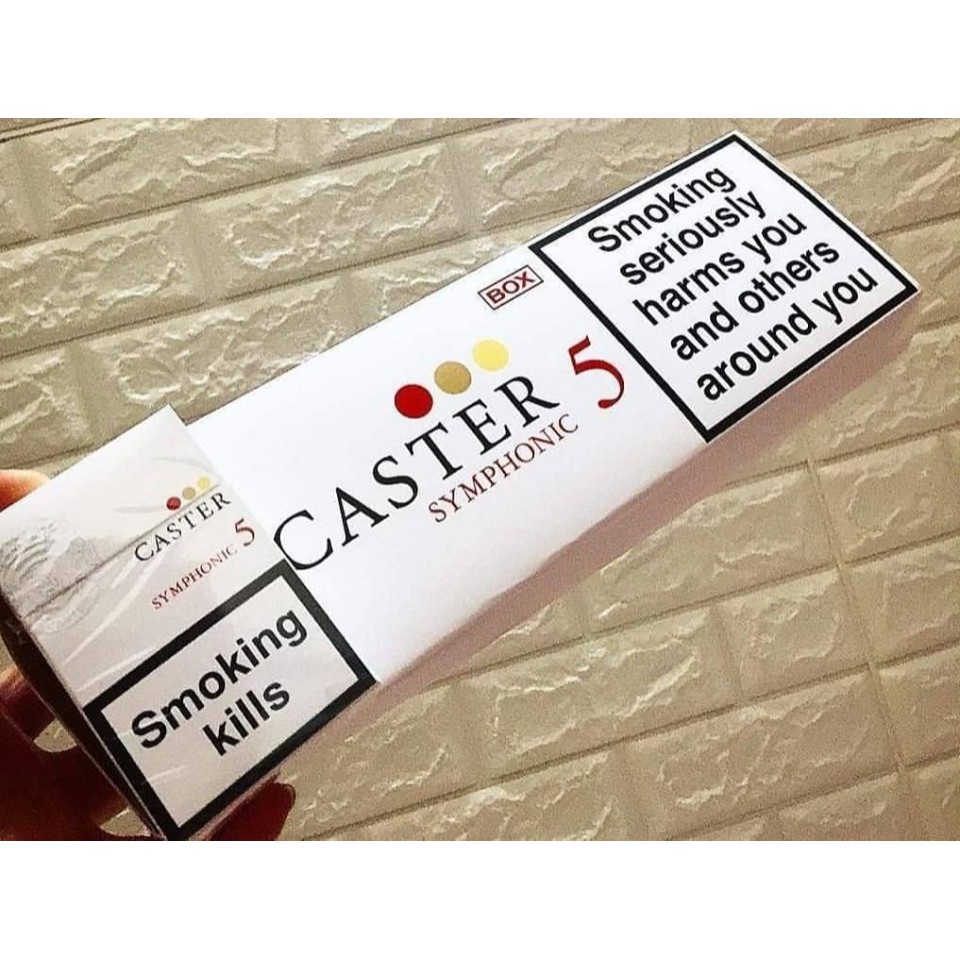 BOX
CASTER 5
SYMPHONIC
Smoking
seriously
harms you
and others
around you
CASTER
SYMPHONIC 5
Smoking
kills